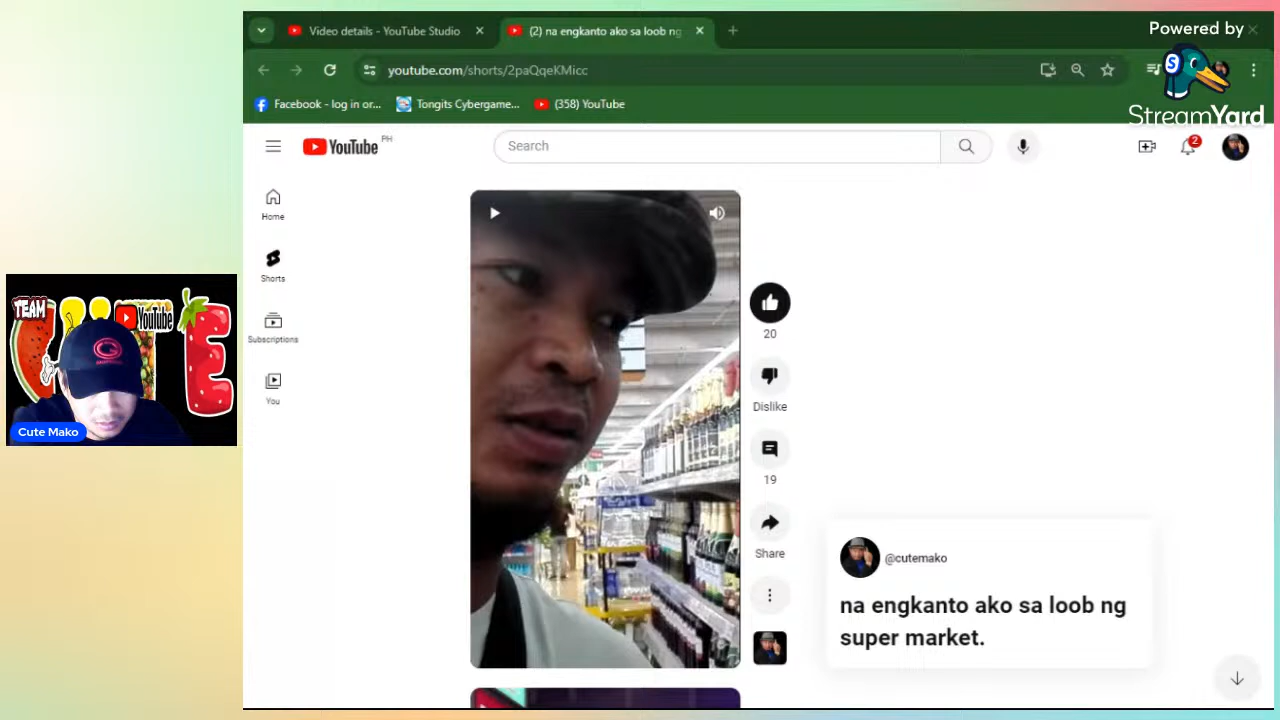 Video details - YouTube Studio
(2) na engkanto ako sa loob ng
Powered by
youtube.com/shorts/2paQqeKMicc
StreamYard
Facebook - log in or...
Tongits Cybergame...
(358) YouTube
YouTube PH
Search
2
Home
Shorts
Subscriptions
You
TEAM
YouTube
Cute Mako
20
Dislike
19
Share
@cutemako
na engkanto ako sa loob ng
super market.